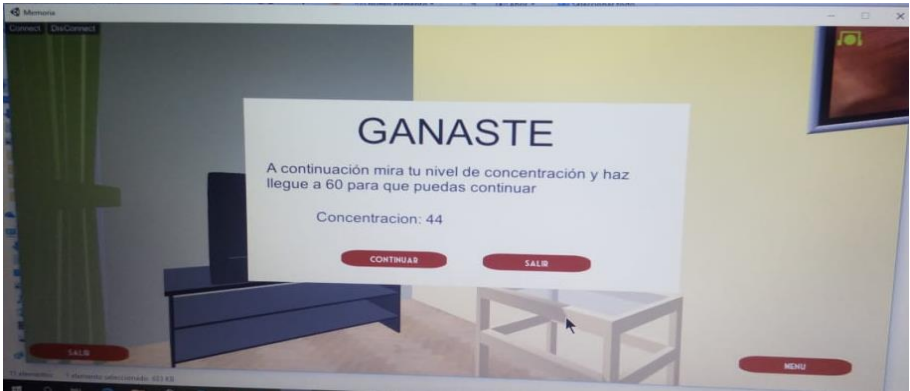 Memoria
Connect DisConnect
GANASTE
A continuación mira tu nivel de concentración y haz
llegue a 60 para que puedas continuar
Concentracion: 44
CONTINUAR SALIR
SALIR
MENU